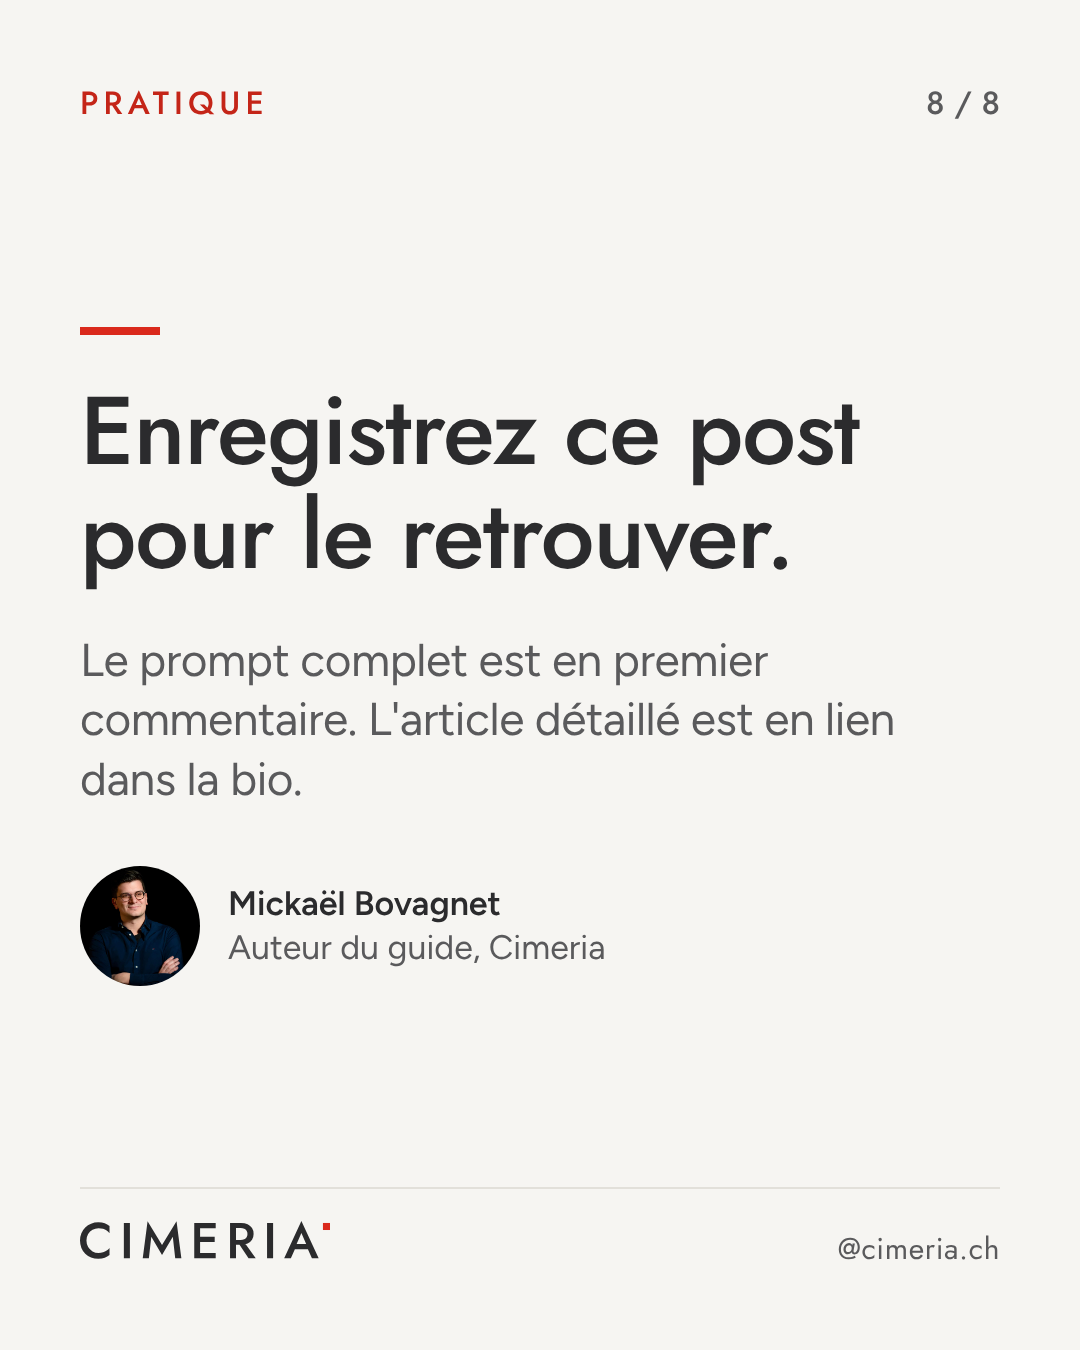 PRATIQUE
8 / 8
Enregistrez ce post
pour le retrouver.
Le prompt complet est en premier
commentaire. L'article détaillé est en lien
dans la bio.
Mickaël Bovagnet
Auteur du guide, Cimeria
CIMERIA
@cimeria.ch